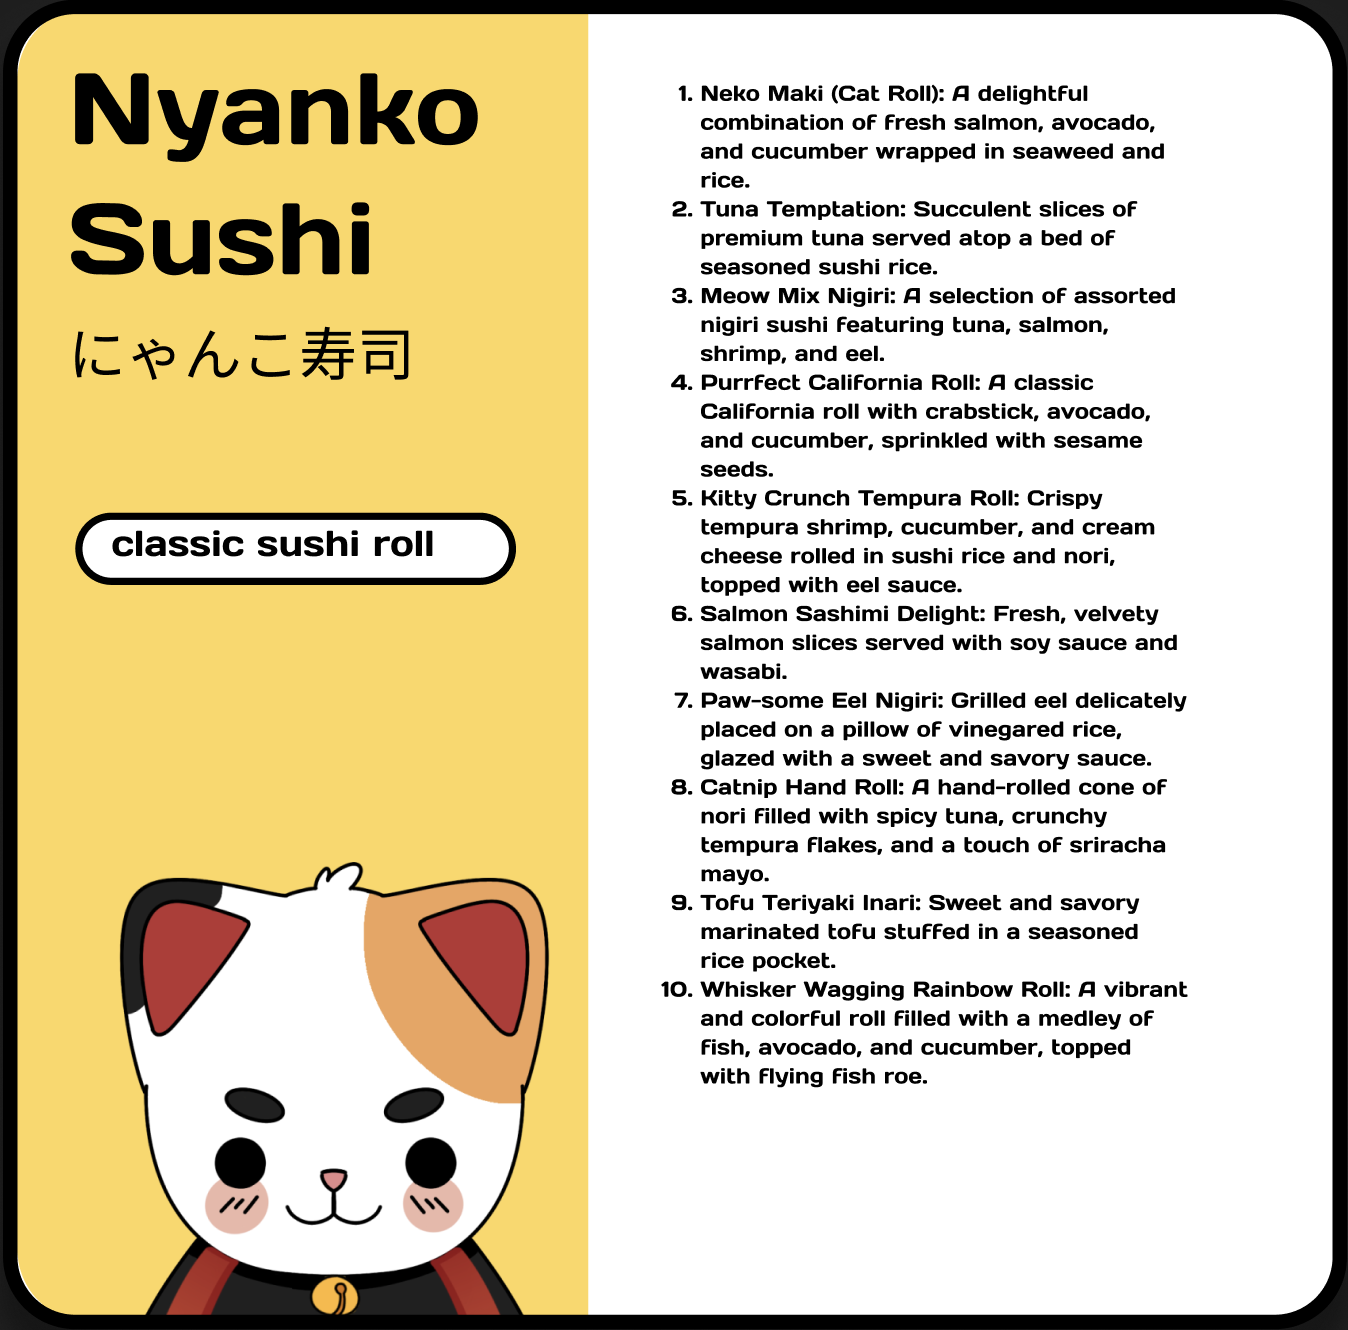 Nyanko
Sushi
にゃんこ寿司
classic sushi roll
1. Neko Maki (Cat Roll): A delightful
combination of fresh salmon, avocado,
and cucumber wrapped in seaweed and
rice.
2. Tuna Temptation: Succulent slices of
premium tuna served atop a bed of
seasoned sushi rice.
3. Meow Mix Nigiri: A selection of assorted
nigiri sushi featuring tuna, salmon,
shrimp, and eel.
4. Purrfect California Roll: A classic
California roll with crabstick, avocado,
and cucumber, sprinkled with sesame
seeds.
5. Kitty Crunch Tempura Roll: Crispy
tempura shrimp, cucumber, and cream
cheese rolled in sushi rice and nori,
topped with eel sauce.
6. Salmon Sashimi Delight: Fresh, velvety
salmon slices served with soy sauce and
wasabi.
7. Paw-some Eel Nigiri: Grilled eel delicately
placed on a pillow of vinegared rice,
glazed with a sweet and savory sauce.
8. Catnip Hand Roll: A hand-rolled cone of
nori filled with spicy tuna, crunchy
tempura flakes, and a touch of sriracha
mayo.
9. Tofu Teriyaki Inari: Sweet and savory
marinated tofu stuffed in a seasoned
rice pocket.
10. Whisker Wagging Rainbow Roll: A vibrant
and colorful roll filled with a medley of
fish, avocado, and cucumber, topped
with flying fish roe.